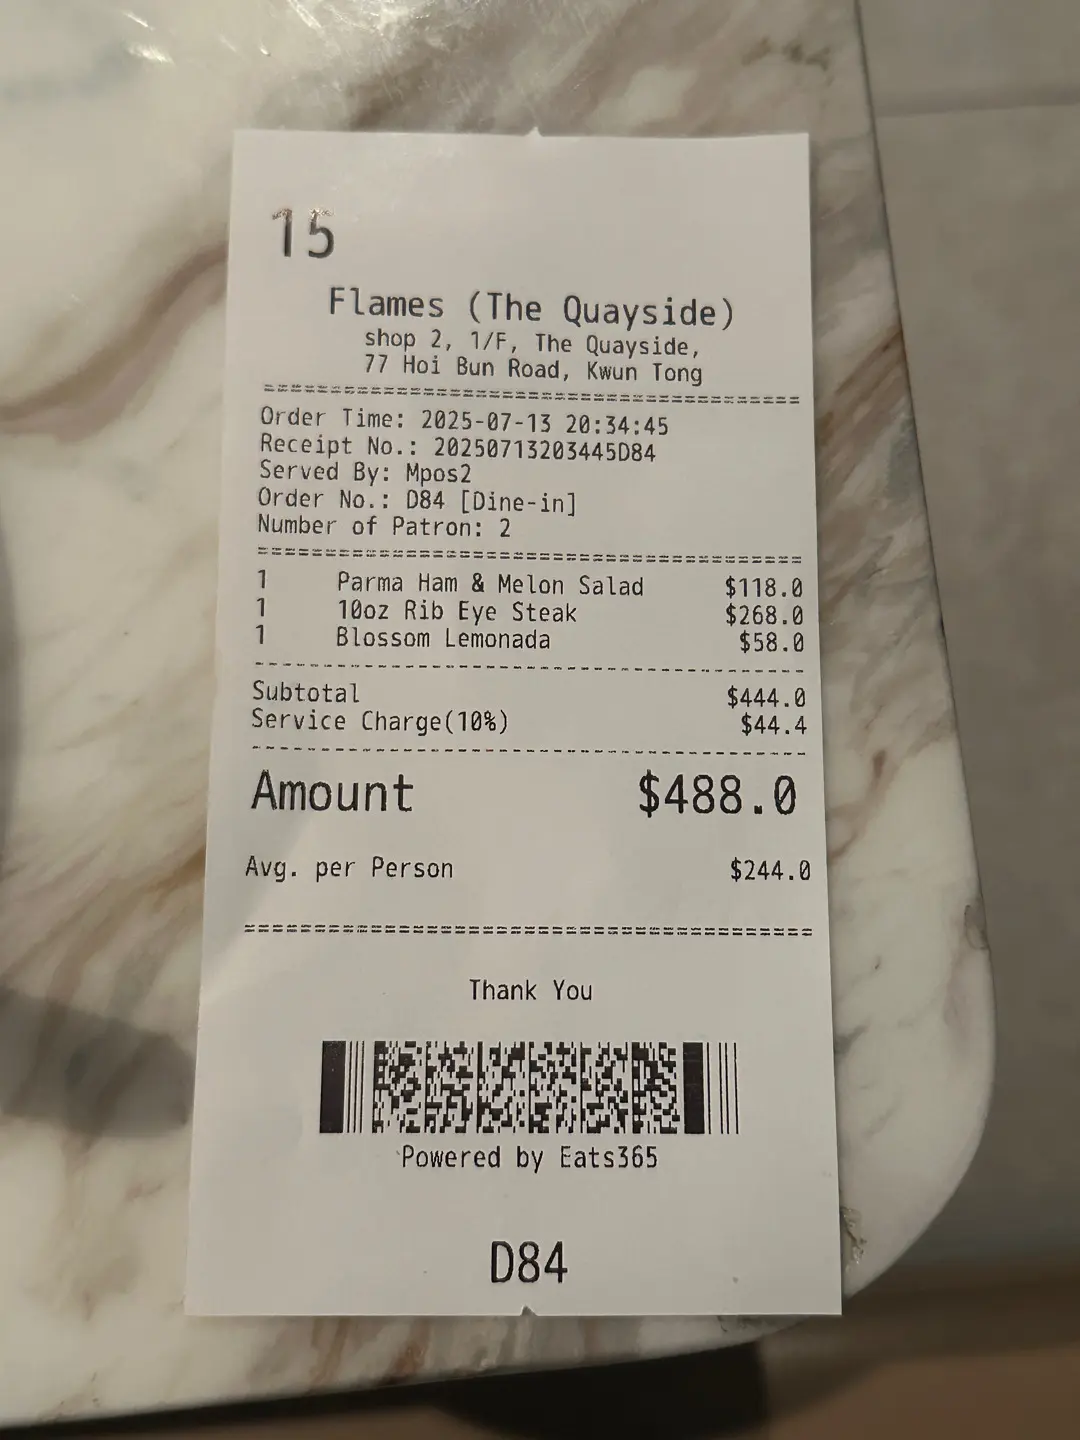 15
Flames (The Quayside)
shop 2, 1/F, The Quayside,
77 Hoi Bun Road, Kwun Tong
Order Time: 2025-07-13 20:34:45
Receipt No.: 20250713203445D84
Served By: Mpos2
Order No.: D84 [Dine-in]
Number of Patron: 2
1 Parma Ham & Melon Salad $118.0
1 10oz Rib Eye Steak $268.0
1 Blossom Lemonada $58.0
Subtotal $444.0
Service Charge(10%) $44.4
Amount $488.0
Avg. per Person $244.0
Thank You
Powered by Eats365
D84